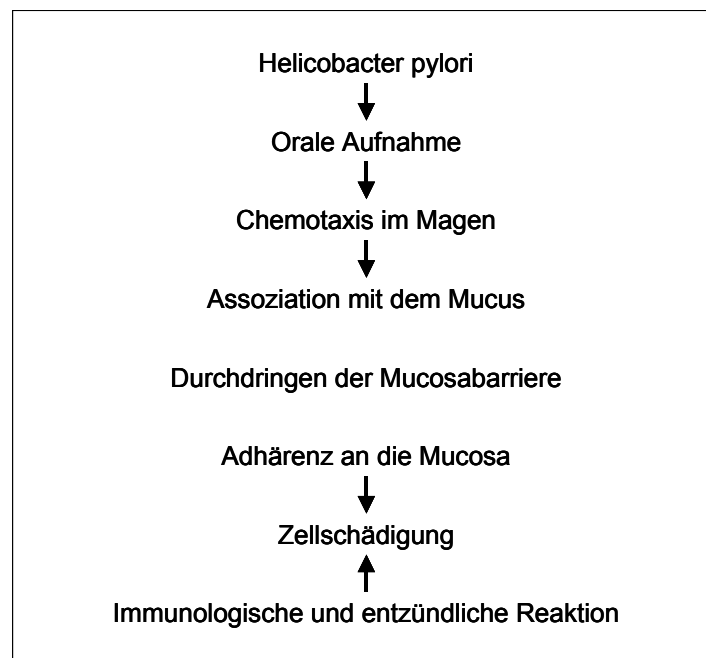 Helicobacter pylori
Orale Aufnahme
Chemotaxis im Magen
Assoziation mit dem Mucus
Durchdringen der Mucosabarriere
Adhärenz an die Mucosa
Zellschädigung
Immunologische und entzündliche Reaktion